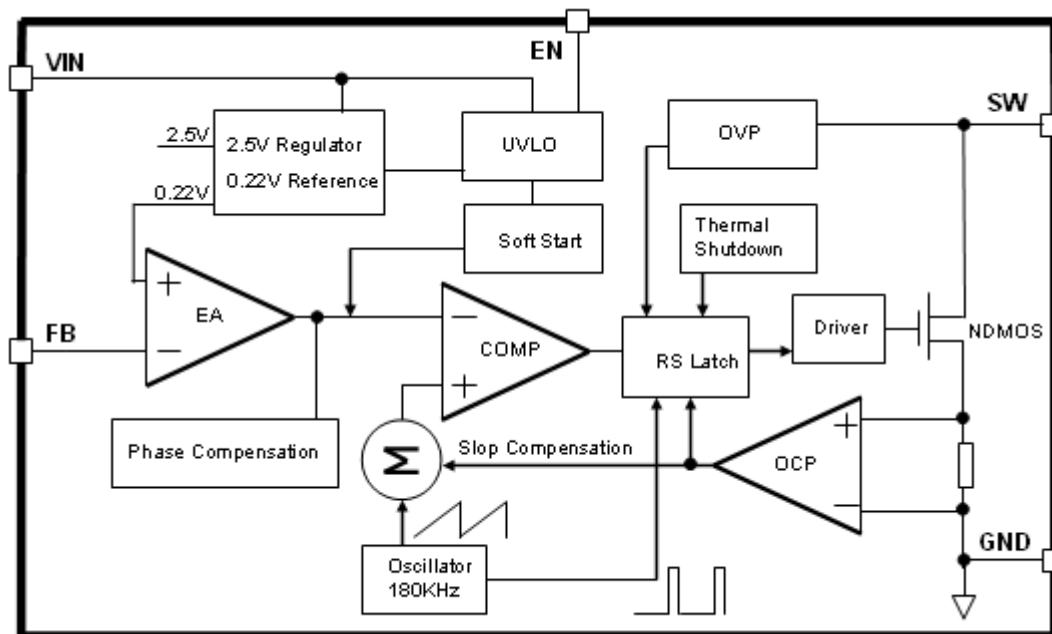 EN
VIN
SW
2.5V
2.5V Regulator
0.22V Reference
UVLO
OVP
0.22V
Soft Start
Thermal
Shutdown
+
EA
−
FB
−
COMP
+
RS Latch
Driver
NDMOS
Phase Compensation
Σ
Slop Compensation
+
OCP
−
GND
Oscillator
180KHz